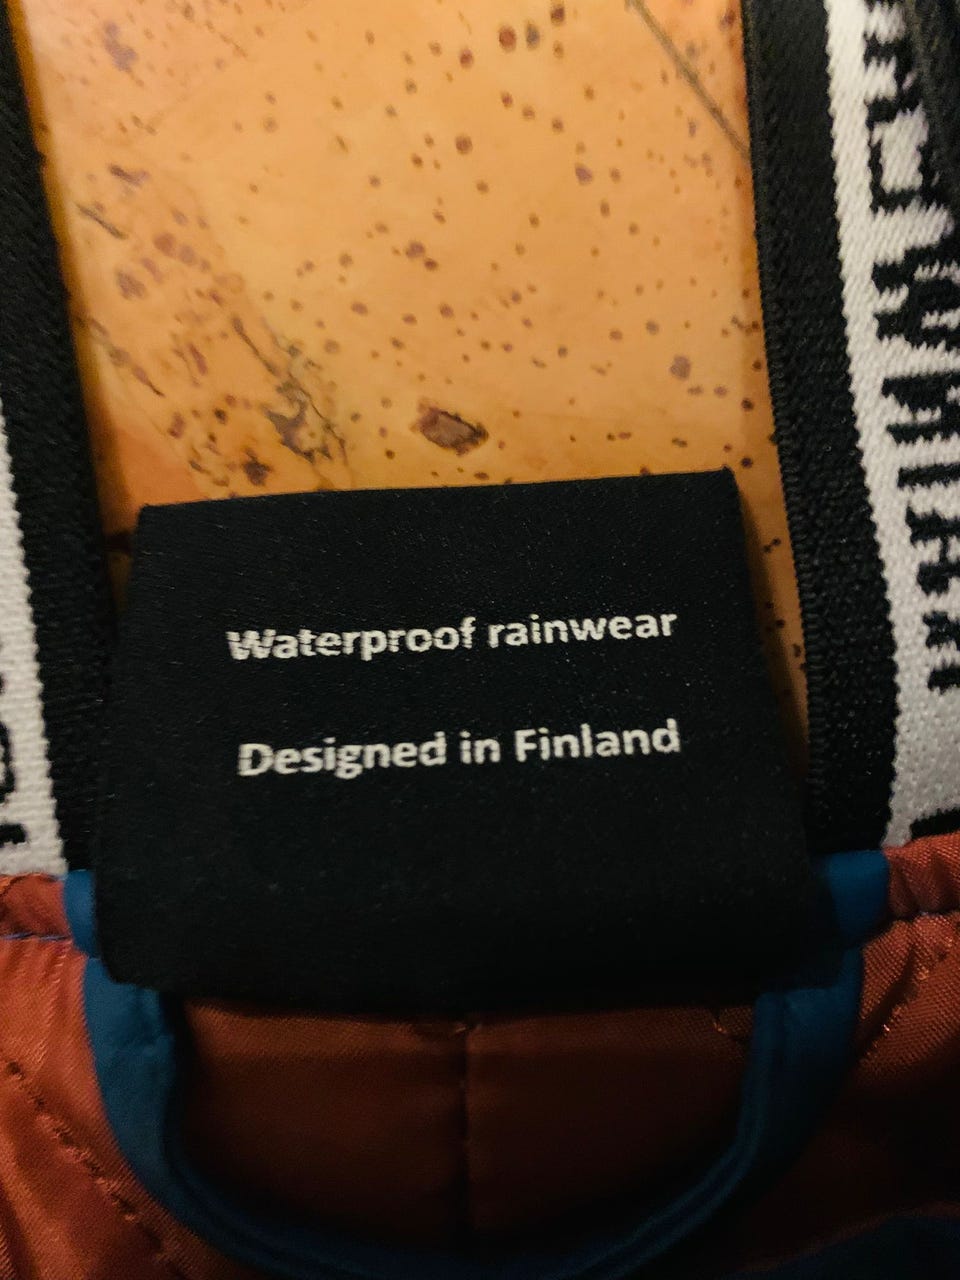 Waterproof rainwear
Designed in Finland